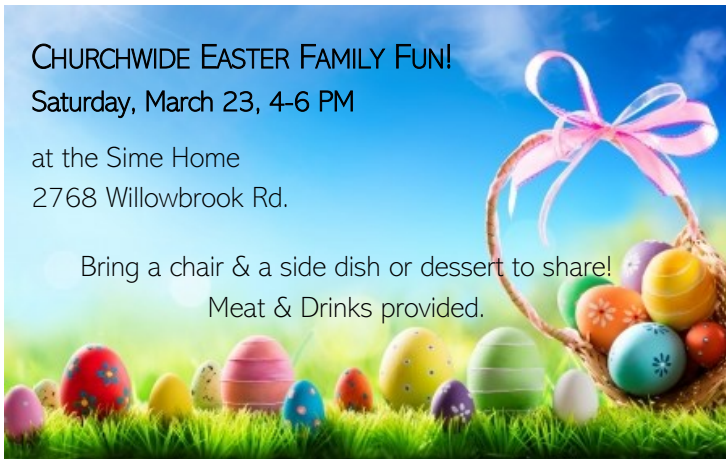 CHURCHWIDE EASTER FAMILY FUN!
Saturday, March 23, 4-6 PM
at the Sime Home
2768 Willowbrook Rd.
Bring a chair & a side dish or dessert to share!
Meat & Drinks provided.